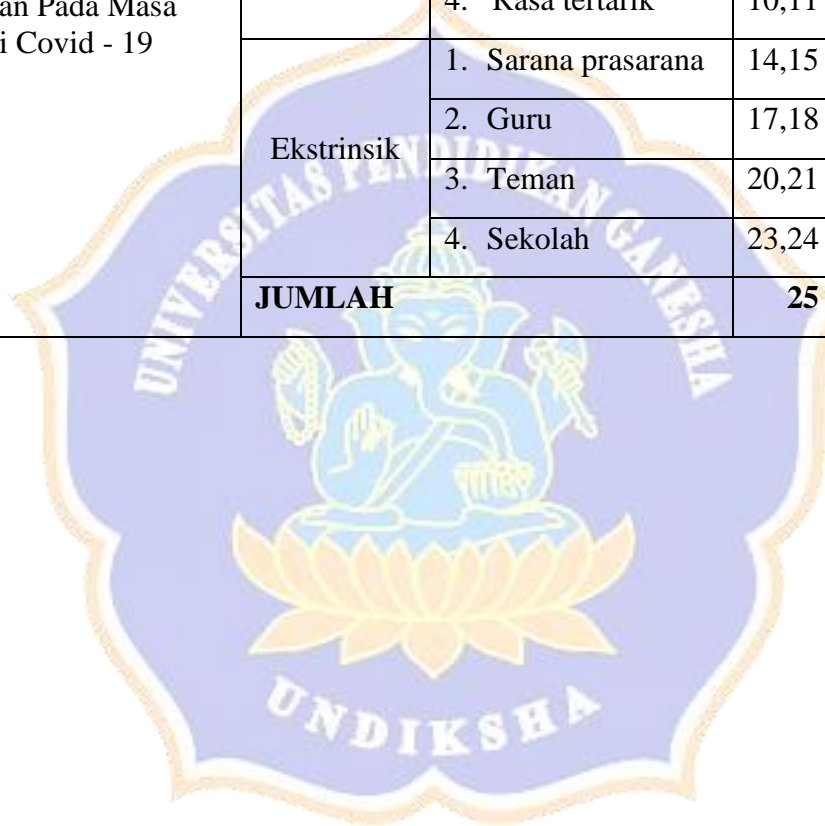 an Pada Masa
i Covid - 19
4. Rasa tertarik 10,11
Ekstrinsik
1. Sarana prasarana 14,15
2. Guru 17,18
3. Teman 20,21
4. Sekolah 23,24
JUMLAH 25
UNIVERSITAS PENDIDIKAN GANESHA
UNDIKSHA